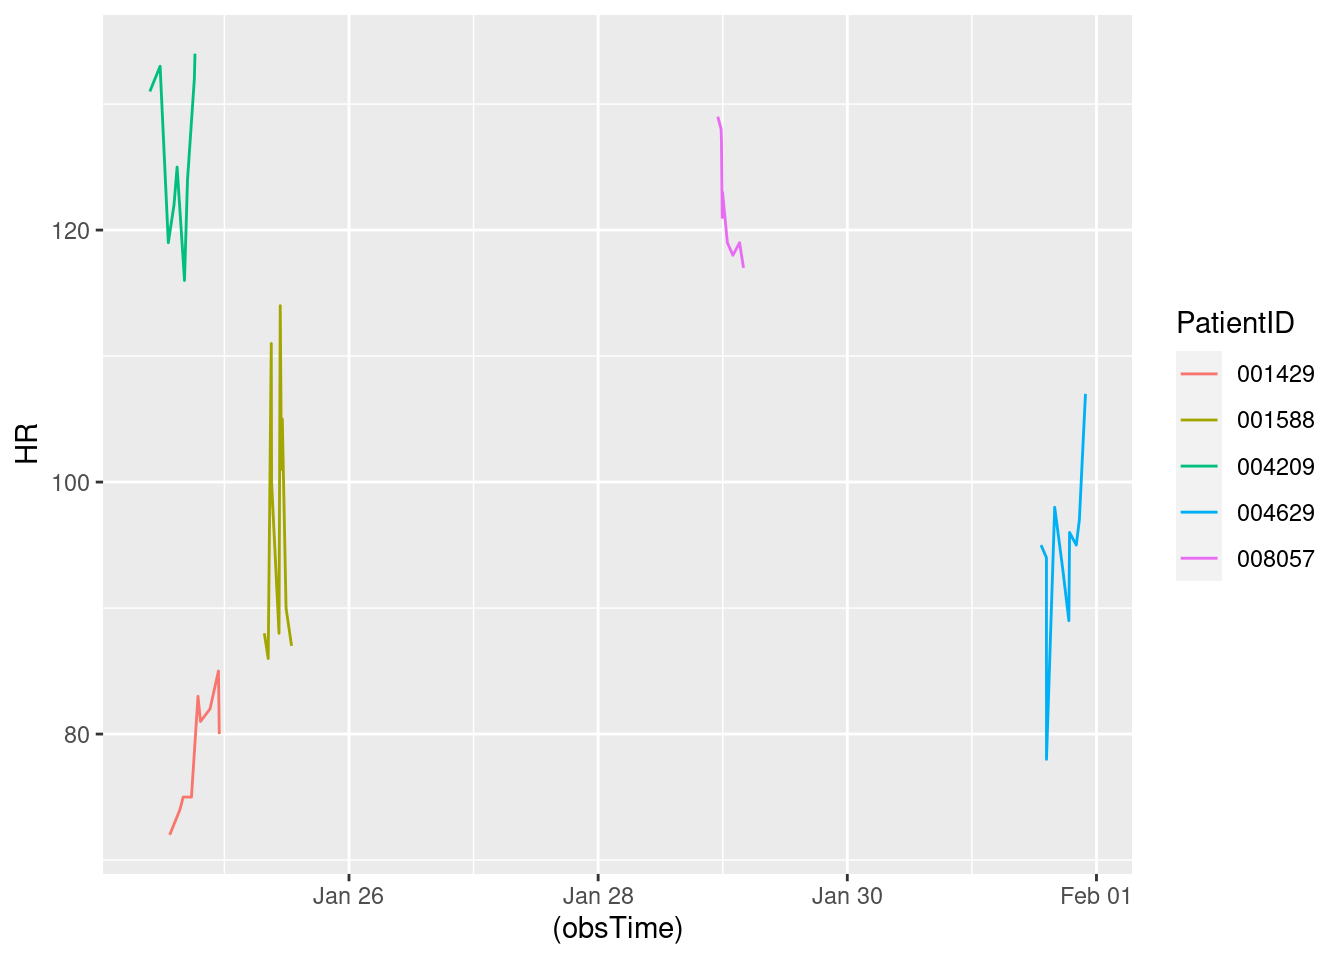 HR
120
100
80
Jan 26
Jan 28
Jan 30
Feb 01
(obsTime)
PatientID
001429
001588
004209
004629
008057